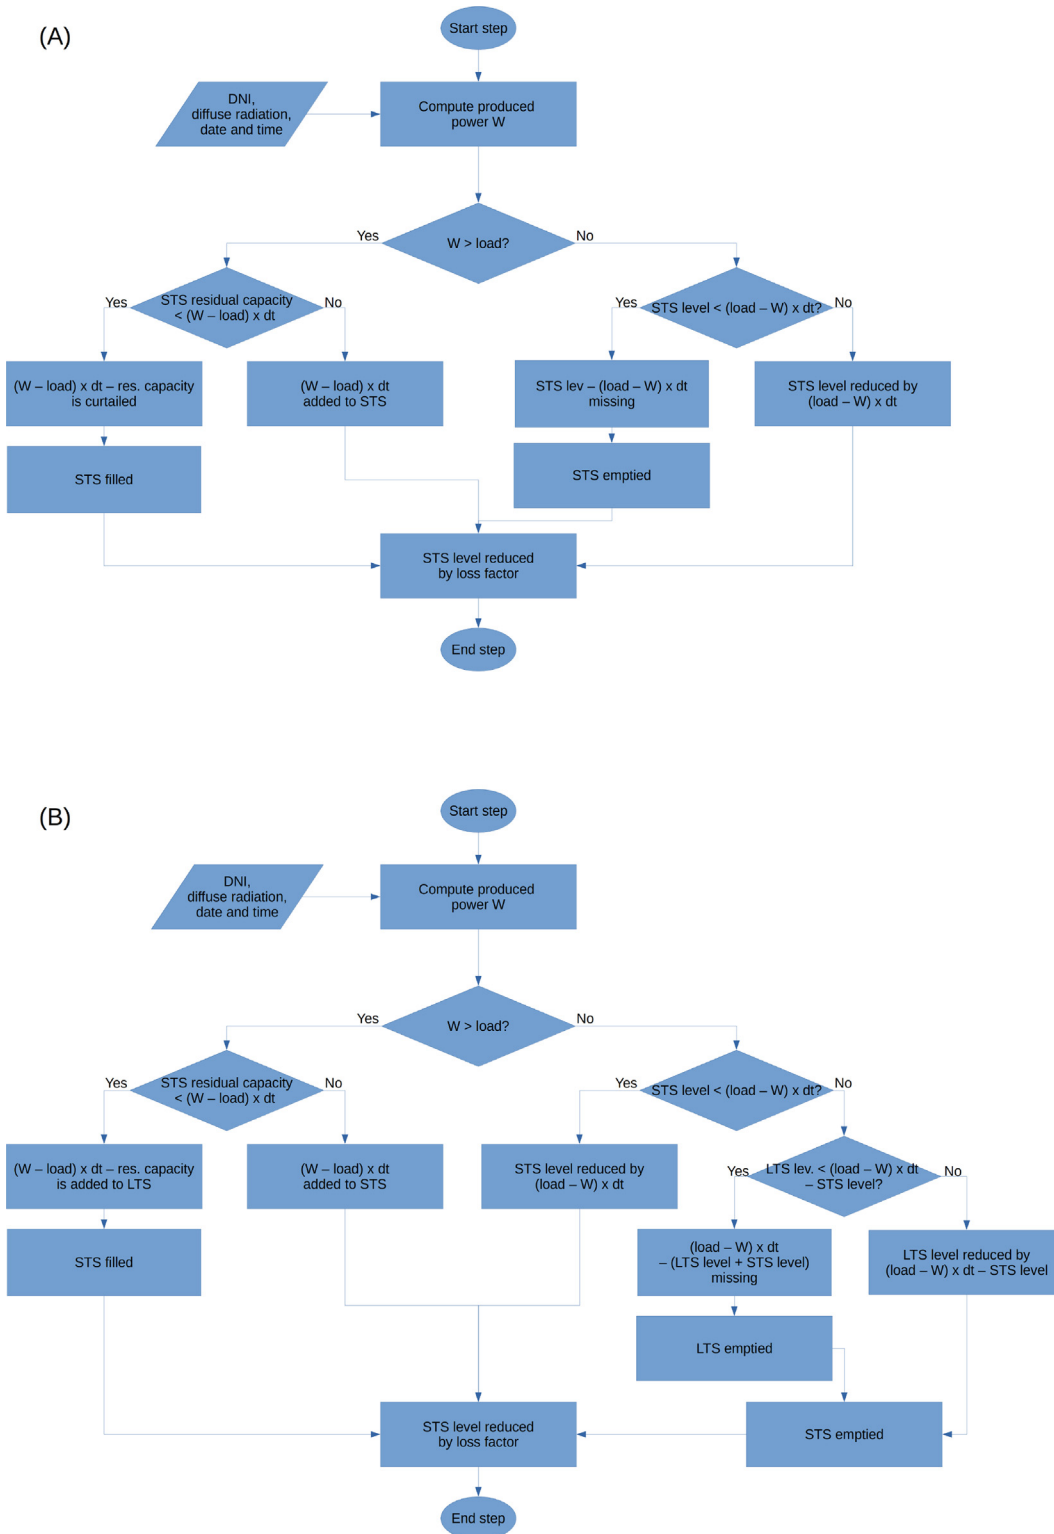 (A)
Start step
DNI,
diffuse radiation,
date and time
Compute produced
power W
W > load?
Yes
No
STS residual capacity
< (W – load) x dt
Yes
No
STS level < (load – W) x dt?
Yes
No
(W – load) x dt – res. capacity
is curtailed
(W – load) x dt
added to STS
STS lev – (load – W) x dt
missing
STS level reduced by
(load – W) x dt
STS filled
STS emptied
STS level reduced
by loss factor
End step
(B)
Start step
DNI,
diffuse radiation,
date and time
Compute produced
power W
W > load?
Yes
No
STS residual capacity
< (W – load) x dt
Yes
No
STS level < (load – W) x dt?
Yes
No
(W – load) x dt – res. capacity
is added to LTS
(W – load) x dt
added to STS
STS level reduced by
(load – W) x dt
LTS lev. < (load – W) x dt
– STS level?
Yes
No
STS filled
(load – W) x dt
– (LTS level + STS level)
missing
LTS level reduced by
(load – W) x dt – STS level
LTS emptied
STS level reduced
by loss factor
STS emptied
End step